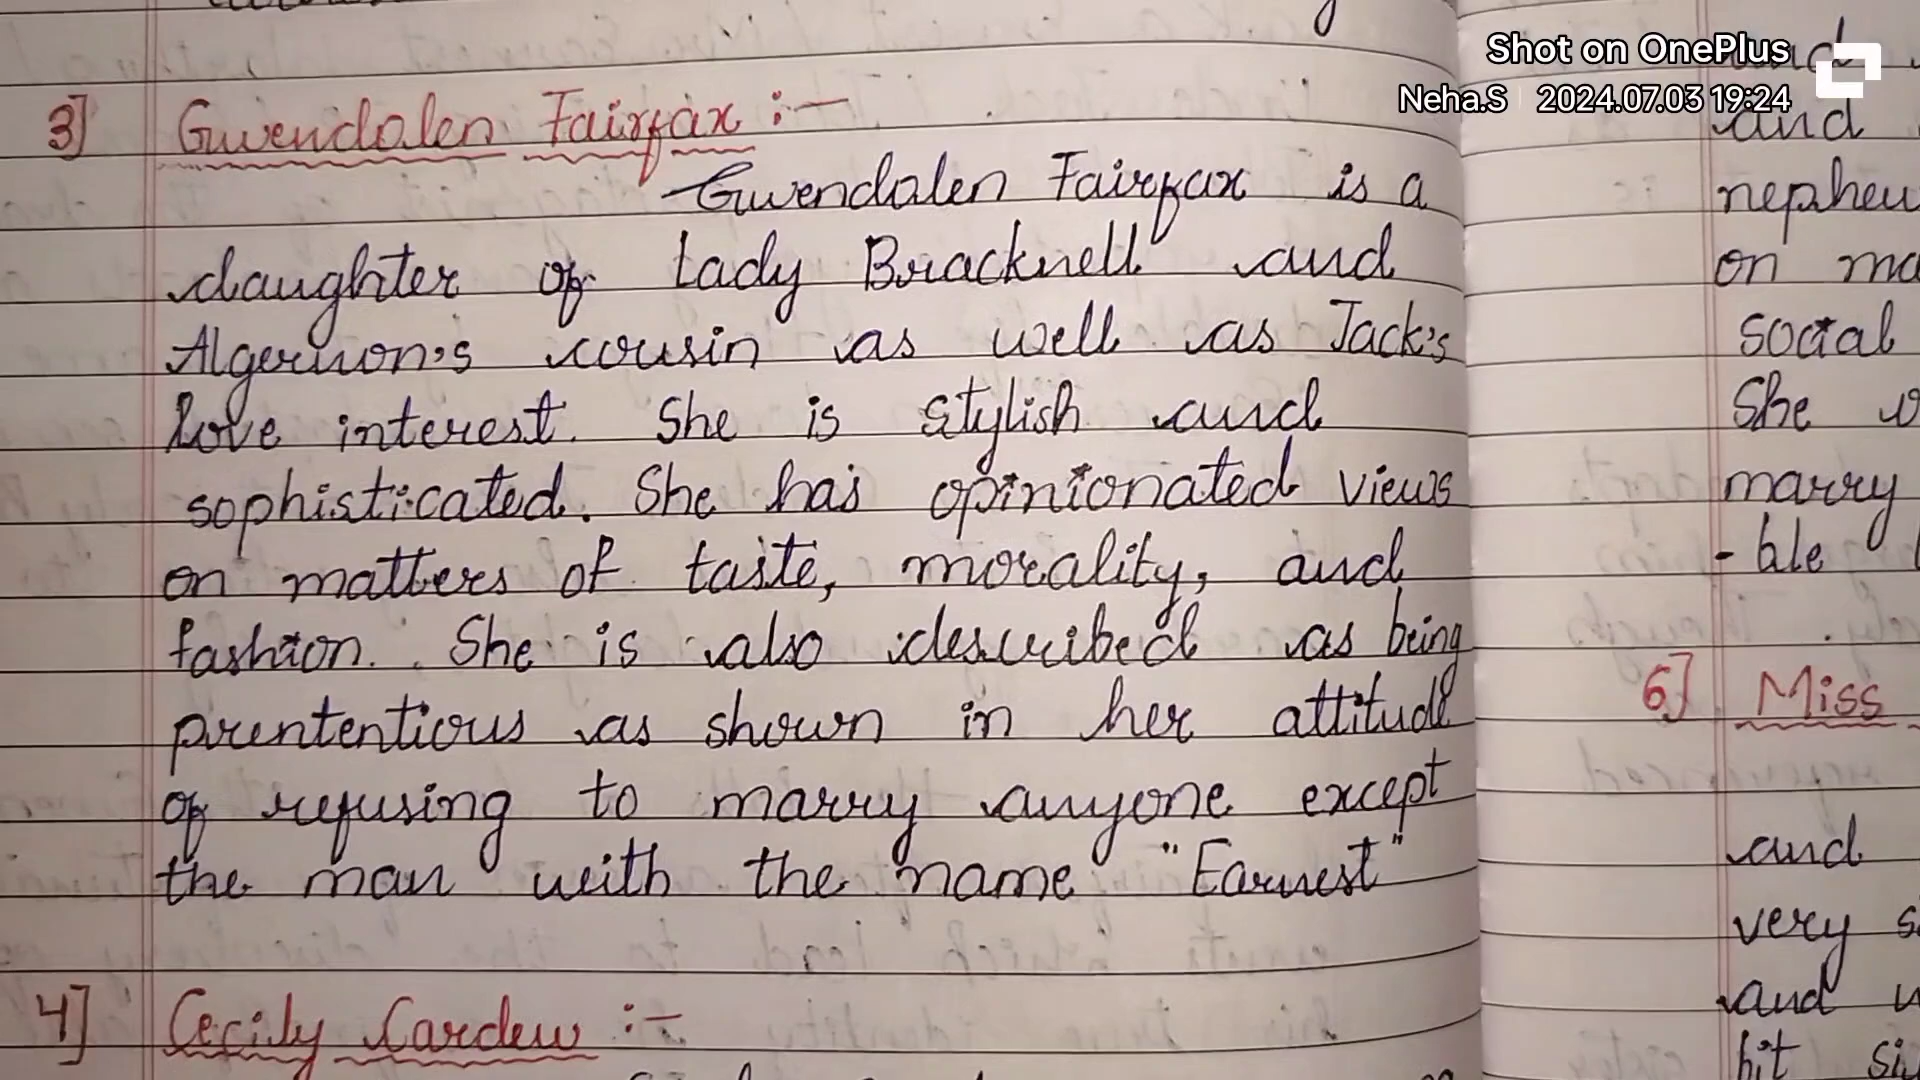 Shot on OnePlus
Neha.S 2024.07.03 19:24
3] Gwendalen Fairfax :-
Gwendalen Fairfax is a
daughter of Lady Bracknell and
Algernon's cousin as well as Jack's
love interest. She is stylish and
sophisticated. She has opinionated views
on matters of taste, morality, and
fashion. She is also described as being
prententious as shown in her attitude
of refusing to marry anyone except
the man with the name "Earnest"
4] Cecily Cardew :-
and
on
social
She
marry
- ble
6] Miss
and
very
and